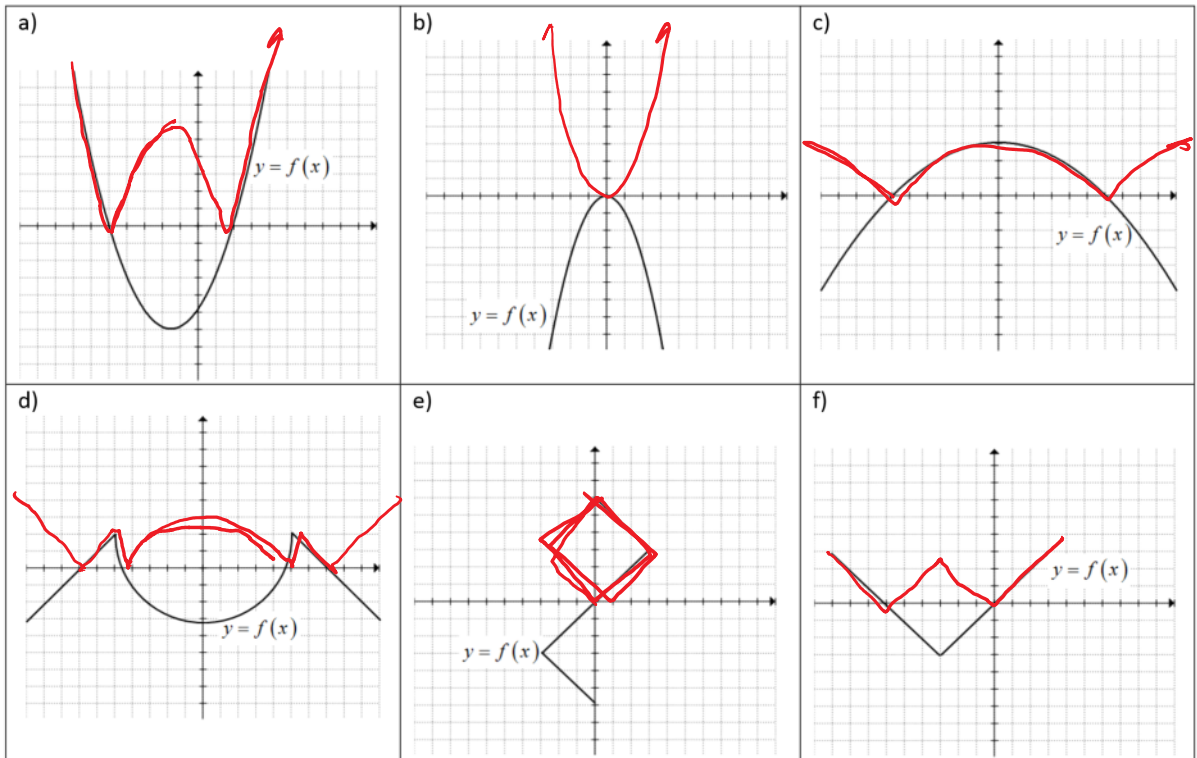 a)
y = f(x)
b)
y = f(x)
c)
y = f(x)
d)
y = f(x)
e)
y = f(x)
f)
y = f(x)